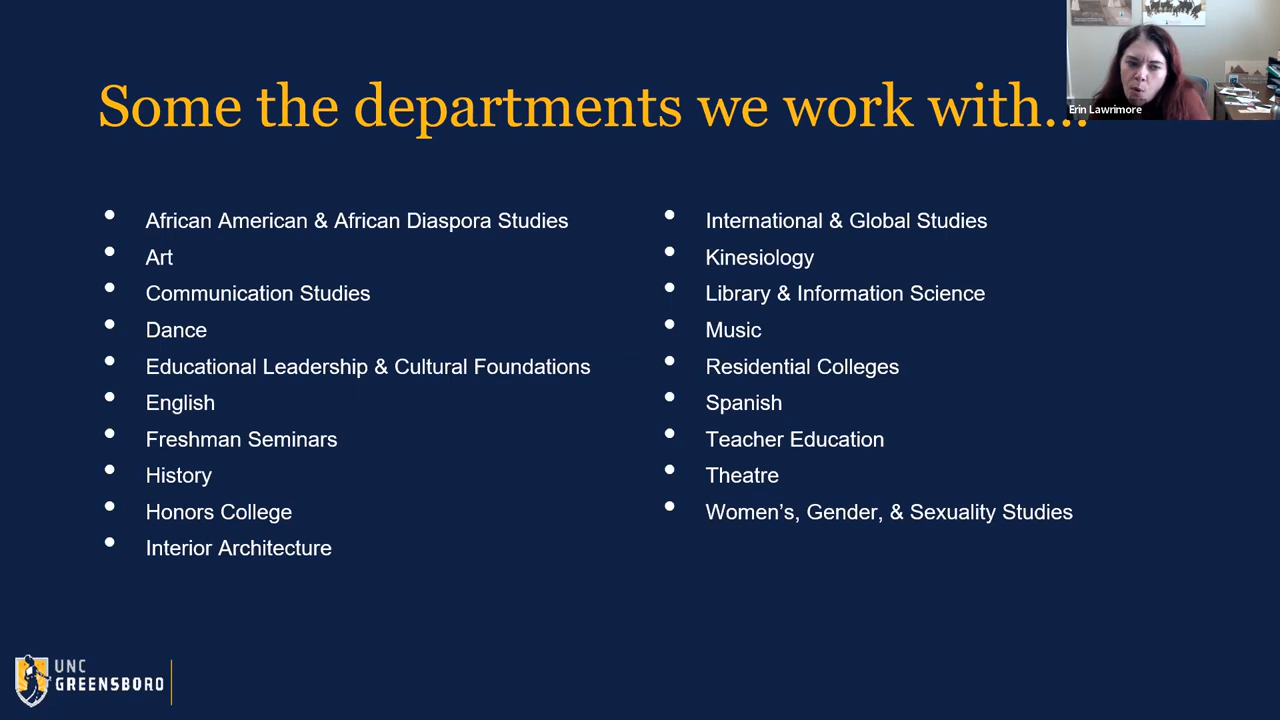 Some the departments we work with...
Erin Lawrimore
African American & African Diaspora Studies
Art
Communication Studies
Dance
Educational Leadership & Cultural Foundations
English
Freshman Seminars
History
Honors College
Interior Architecture
International & Global Studies
Kinesiology
Library & Information Science
Music
Residential Colleges
Spanish
Teacher Education
Theatre
Women’s, Gender, & Sexuality Studies
UNC
GREENSBORO